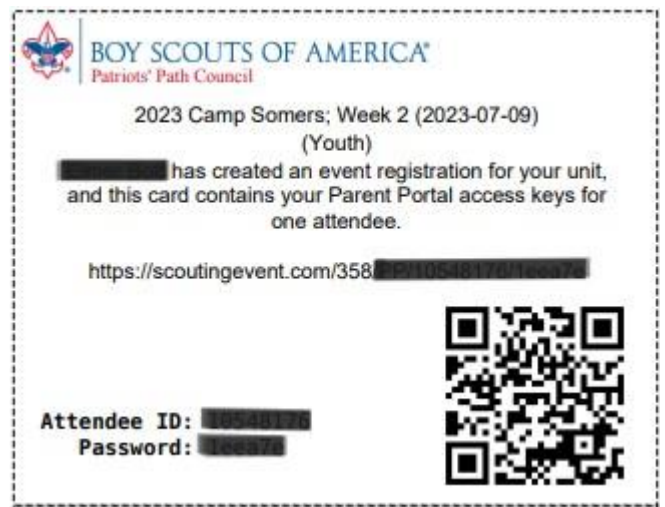 BOY SCOUTS OF AMERICA®
Patriots' Path Council
2023 Camp Somers; Week 2 (2023-07-09)
(Youth)
has created an event registration for your unit,
and this card contains your Parent Portal access keys for
one attendee.
https://scoutingevent.com/358
Attendee ID:
Password: